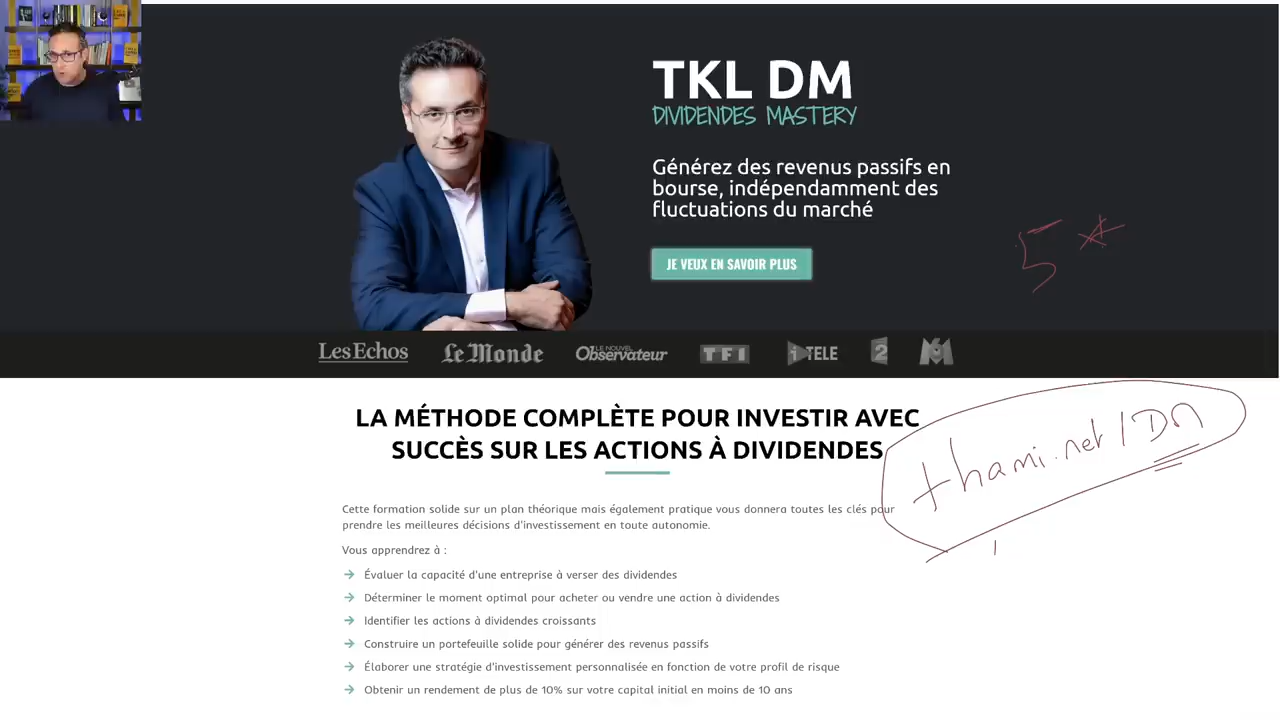 TKL DM
DIVIDENDES MASTERY
Générez des revenus passifs en
bourse, indépendamment des
fluctuations du marché
JE VEUX EN SAVOIR PLUS
5*
Les Echos
Le Monde
LE NOUVEL
Observateur
TF1
i TELE
2
M6
LA MÉTHODE COMPLÈTE POUR INVESTIR AVEC
SUCCÈS SUR LES ACTIONS À DIVIDENDES
thami.net/DM
Cette formation solide sur un plan théorique mais également pratique vous donnera toutes les clés pour
prendre les meilleures décisions d'investissement en toute autonomie.
Vous apprendrez à :
Évaluer la capacité d'une entreprise à verser des dividendes
Déterminer le moment optimal pour acheter ou vendre une action à dividendes
Identifier les actions à dividendes croissants
Construire un portefeuille solide pour générer des revenus passifs
Élaborer une stratégie d'investissement personnalisée en fonction de votre profil de risque
Obtenir un rendement de plus de 10% sur votre capital initial en moins de 10 ans